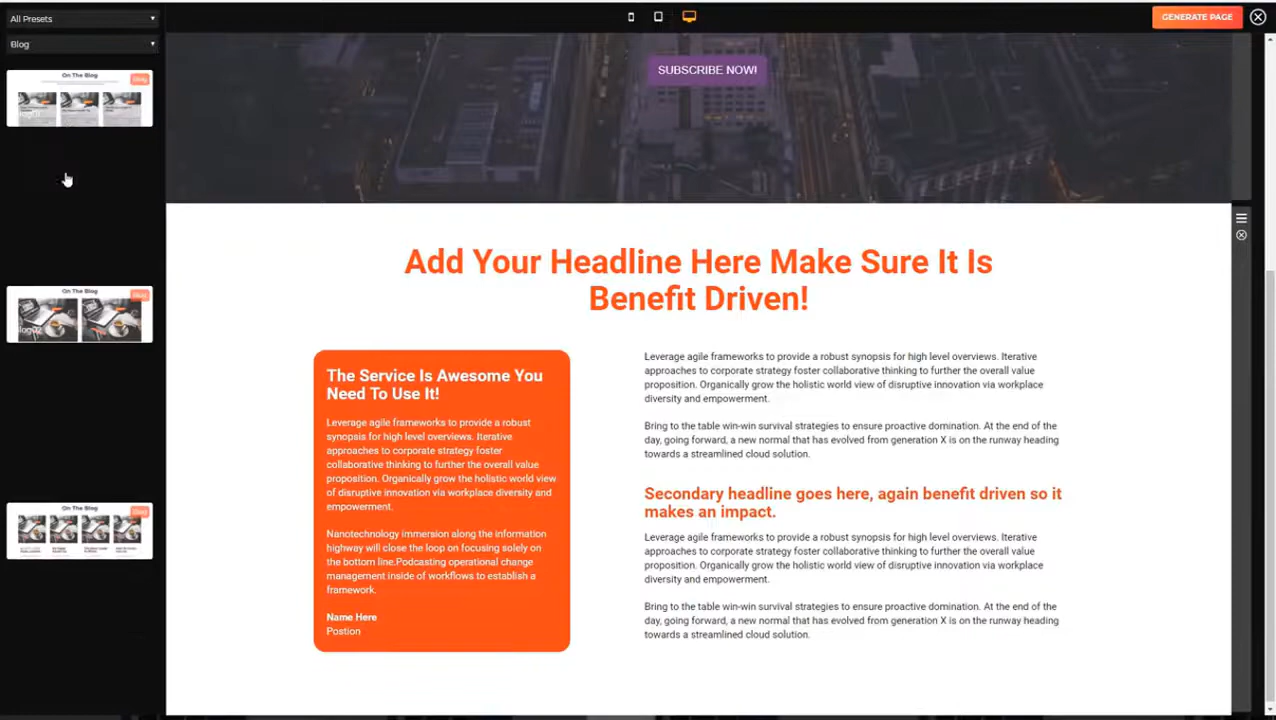 All Presets
GENERATE PAGE
Blog
On The Blog
Blog
SUBSCRIBE NOW!
On The Blog
Blog
On The Blog
Blog
Add Your Headline Here Make Sure It Is
Benefit Driven!
The Service Is Awesome You
Need To Use It!
Leverage agile frameworks to provide a robust
synopsis for high level overviews. Iterative
approaches to corporate strategy foster
collaborative thinking to further the overall value
proposition. Organically grow the holistic world view
of disruptive innovation via workplace diversity and
empowerment.
Nanotechnology immersion along the information
highway will close the loop on focusing solely on
the bottom line.Podcasting operational change
management inside of workflows to establish a
framework.
Name Here
Postion
Leverage agile frameworks to provide a robust synopsis for high level overviews. Iterative
approaches to corporate strategy foster collaborative thinking to further the overall value
proposition. Organically grow the holistic world view of disruptive innovation via workplace
diversity and empowerment.
Bring to the table win-win survival strategies to ensure proactive domination. At the end of the
day, going forward, a new normal that has evolved from generation X is on the runway heading
towards a streamlined cloud solution.
Secondary headline goes here, again benefit driven so it
makes an impact.
Leverage agile frameworks to provide a robust synopsis for high level overviews. Iterative
approaches to corporate strategy foster collaborative thinking to further the overall value
proposition. Organically grow the holistic world view of disruptive innovation via workplace
diversity and empowerment.
Bring to the table win-win survival strategies to ensure proactive domination. At the end of the
day, going forward, a new normal that has evolved from generation X is on the runway heading
towards a streamlined cloud solution.